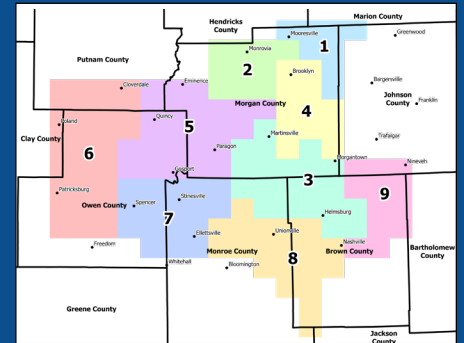 Marion County
Hendricks
County
Mooresville
1
Greenwood
Monrovia
2
Putnam County
Brooklyn
Emmence
Cloverdale
Bargersville
Johnson
County
Morgan County
Franklin
4
Quincy
5
Poland
Clay County
Martinsville
Trafalgar
6
Paragon
Morgantown
Nineveh
Gosport
3
Patricksburg
9
Stinesville
Owen County
Spencer
7
Helmsburg
Ellettsville
Unionville
Freedom
Nashville
Monroe County
Brown County
Bartholomew
County
8
Whitehall
Bloomington
Greene County
Jackson
County